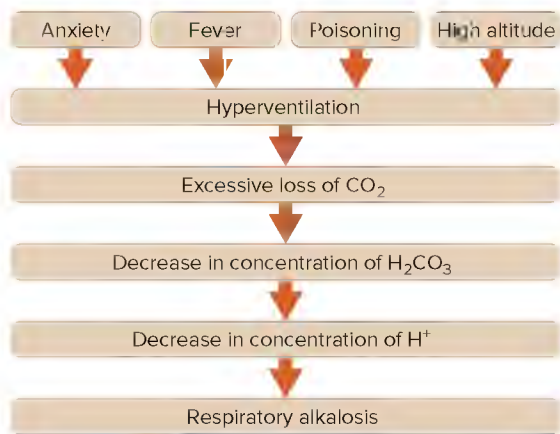 Anxiety
Fever
Poisoning
High altitude
Hyperventilation
Excessive loss of CO₂
Decrease in concentration of H₂CO₃
Decrease in concentration of H⁺
Respiratory alkalosis